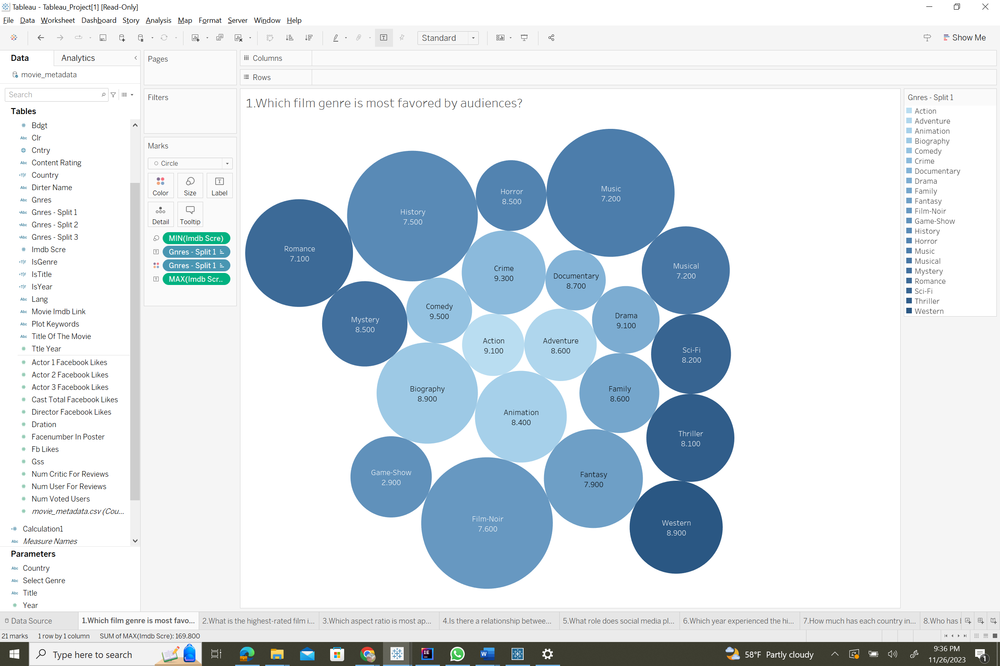 Tableau - Tableau_Project[1] [Read-Only]
File Data Worksheet Dashboard Story Analysis Map Format Server Window Help
Standard
Show Me
Data
Analytics
movie_metadata
Search
Tables
Bdgt
Abc Clr
Cntry
Abc Content Rating
=T|F Country
Abc Dirter Name
Abc Gnres
=Abc Gnres - Split 1
=Abc Gnres - Split 2
=Abc Gnres - Split 3
# Imdb Scre
=T|F IsGenre
=T|F IsTitle
=T|F IsYear
Abc Lang
Abc Movie Imdb Link
Abc Plot Keywords
Abc Title Of The Movie
# Ttle Year
# Actor 1 Facebook Likes
# Actor 2 Facebook Likes
# Actor 3 Facebook Likes
# Cast Total Facebook Likes
# Director Facebook Likes
# Dration
# Facenumber In Poster
# Fb Likes
# Gss
# Num Critic For Reviews
# Num User For Reviews
# Num Voted Users
# movie_metadata.csv (Cou...
=# Calculation1
Abc Measure Names
Parameters
Abc Country
Abc Select Genre
Abc Title
# Year
Pages
Filters
Marks
Circle
Color
Size
Label
Detail
Tooltip
MIN(Imdb Scre)
Gnres - Split 1
Gnres - Split 1
MAX(Imdb Scr..
Columns
Rows
1.Which film genre is most favored by audiences?
Music
7.200
Horror
8.500
History
7.500
Romance
7.100
Crime
9.300
Musical
7.200
Documentary
8.700
Comedy
9.500
Drama
9.100
Mystery
8.500
Action
9.100
Adventure
8.600
Sci-Fi
8.200
Biography
8.900
Family
8.600
Animation
8.400
Thriller
8.100
Game-Show
2.900
Fantasy
7.900
Film-Noir
7.600
Western
8.900
Gnres - Split 1
Action
Adventure
Animation
Biography
Comedy
Crime
Documentary
Drama
Family
Fantasy
Film-Noir
Game-Show
History
Horror
Music
Musical
Mystery
Romance
Sci-Fi
Thriller
Western
Data Source
1.Which film genre is most favo...
2.What is the highest-rated film i...
3.Which aspect ratio is most ap...
4.Is there a relationship betwee...
5.What role does social media pl...
6.Which year experienced the hi...
7.How much has each country in...
8.Who has
21 marks 1 row by 1 column SUM of MAX(Imdb Scre): 169.800
Type here to search
58°F Partly cloudy
9:36 PM
11/26/2023
1